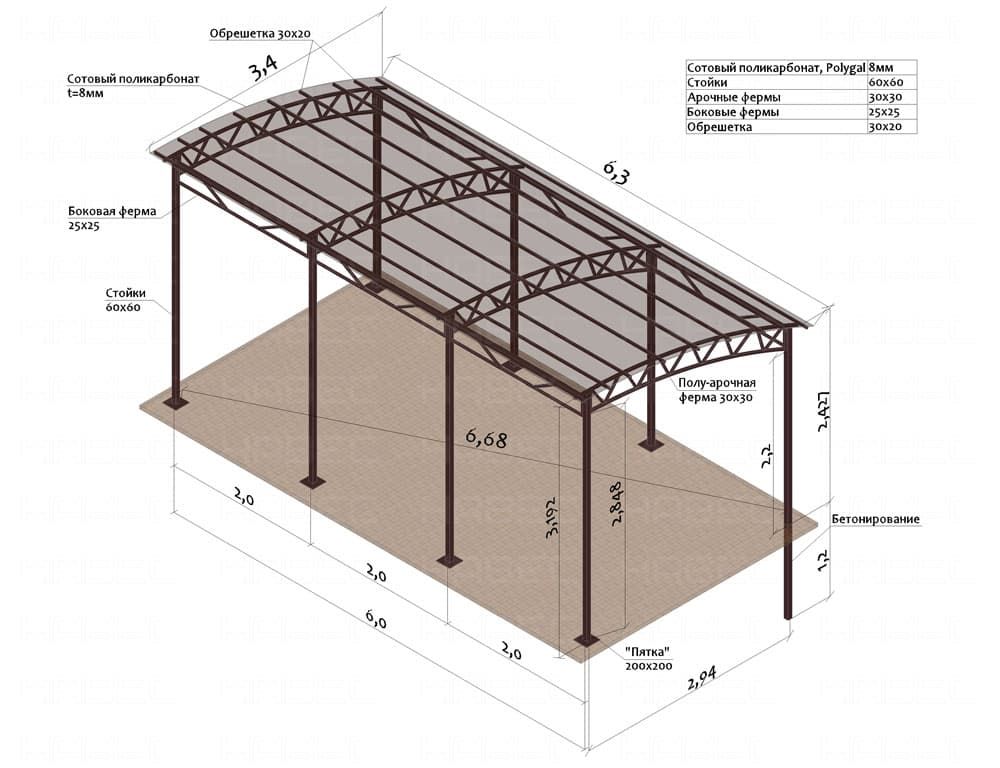 Обрешетка 30х20
3,4
Сотовый поликарбонат
t=8мм
Сотовый поликарбонат, Polygal 8мм
Стойки 60х60
Арочные фермы 30х30
Боковые фермы 25х25
Обрешетка 30х20
6,3
Боковая ферма
25х25
Стойки
60х60
Полу-арочная
ферма 30х30
2,427
2,2
6,68
2,0
3,192
2,848
Бетонирование
1,2
2,0
6,0
2,0
"Пятка"
200х200
2,94